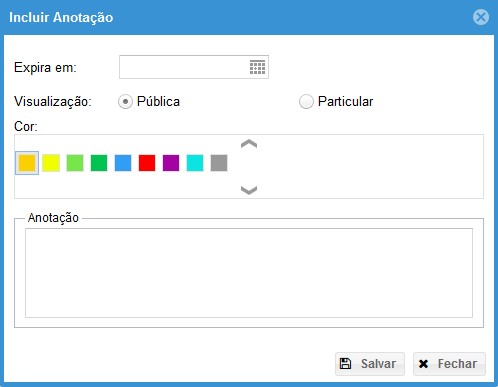 Incluir Anotação
Expira em:
Visualização: Pública Particular
Cor:
Anotação
Salvar Fechar